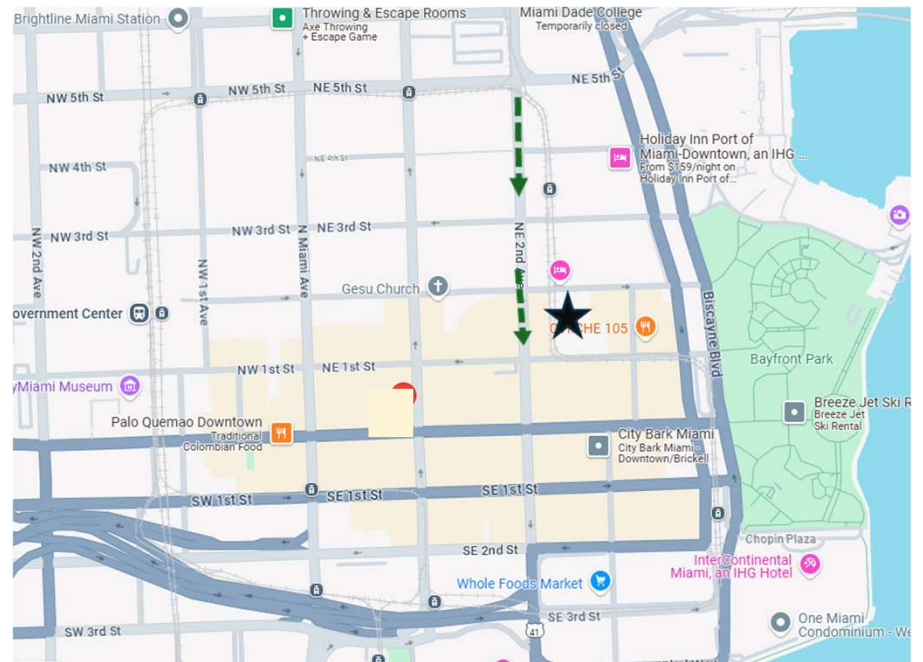 Brightline Miami Station
Throwing & Escape Rooms
Axe Throwing
+ Escape Game
Miami Dade College
Temporarily closed
NW 5th St
NW 5th St
NE 5th St
NE 5th St
NW 4th St
NE 4th St
Holiday Inn Port of
Miami-Downtown, an IHG ...
From $159/night on
Holiday Inn Port of...
NW 2nd Ave
NW 3rd St
NW 3rd St
NE 3rd St
N Miami Ave
NE 2nd Ave
NW 1st Ave
Gesu Church
overnment Center
Biscayne Blvd
CHE 105
Bayfront Park
NW 1st St
NE 1st St
yMiami Museum
Breeze Jet Ski R
Breeze Jet
Ski Rental
Palo Quemao Downtown
Traditional
Colombian Food
City Bark Miami
City Bark Miami -
Downtown/Brickell
SW 1st St
SE 1st St
SE 1st St
Chopin Plaza
SE 2nd St
InterContinental
Miami, an IHG Hotel
Whole Foods Market
SE 3rd St
SW 3rd St
41
One Miami
Condominium - We